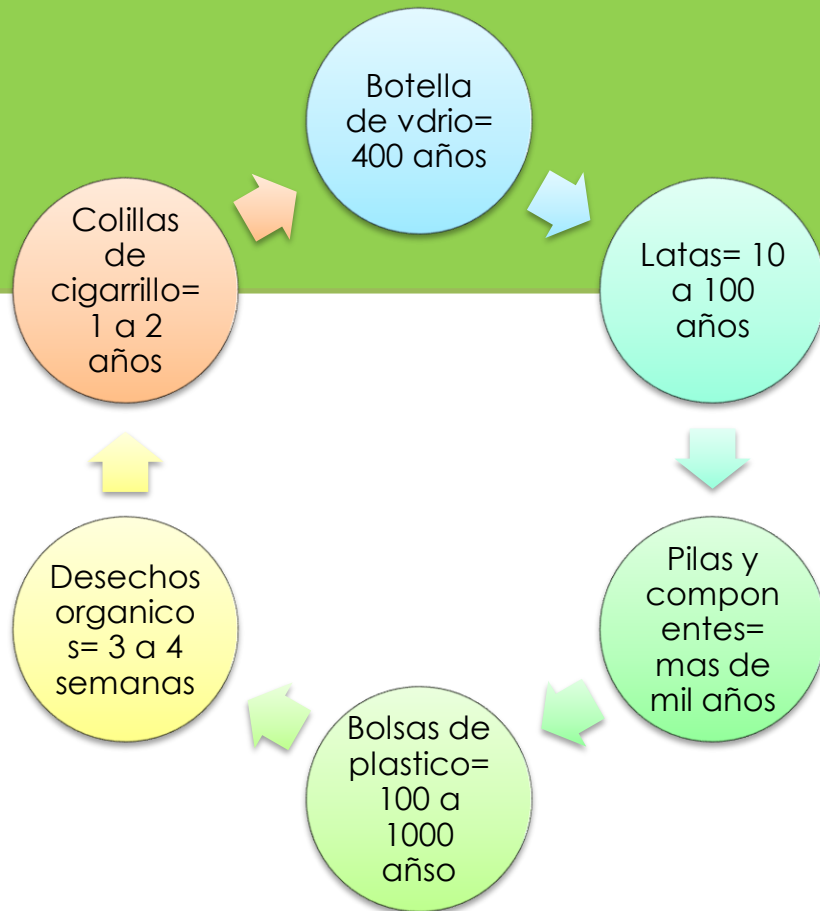 Botella
de vdrio=
400 años
Latas= 10
a 100
años
Pilas y
compon
entes=
mas de
mil años
Bolsas de
plastico=
100 a
1000
añso
Desechos
organico
s= 3 a 4
semanas
Colillas
de
cigarrillo=
1 a 2
años